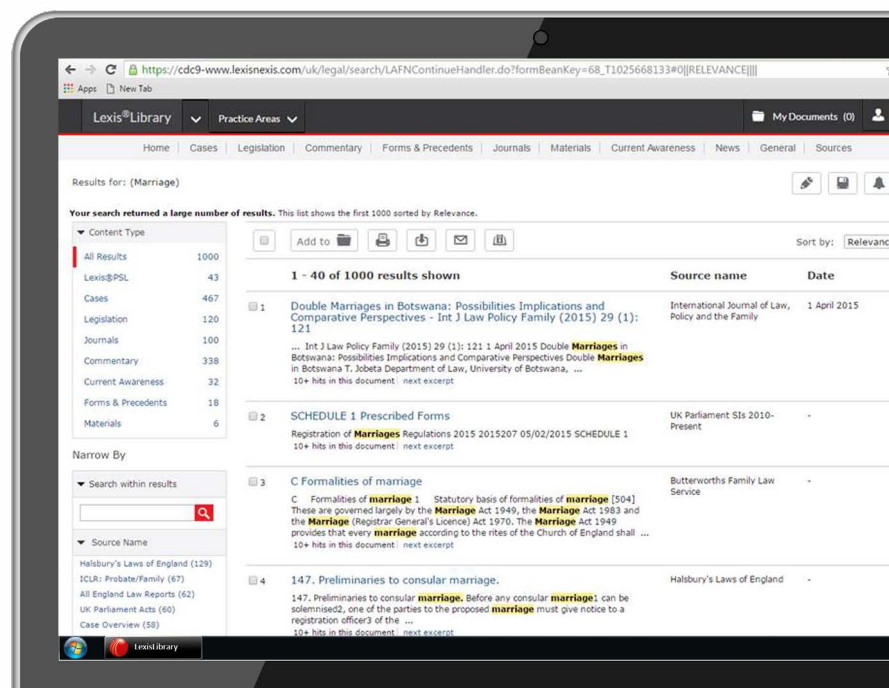 https://cdc9-www.lexisnexis.com/uk/legal/search/LAFNContinueHandler.do?formBeanKey=68_T1025668133#0||RELEVANCE||||
Apps New Tab
Lexis®Library Practice Areas My Documents (0)
Home Cases Legislation Commentary Forms & Precedents Journals Materials Current Awareness News General Sources
Results for: (Marriage)
Your search returned a large number of results. This list shows the first 1000 sorted by Relevance.
Content Type
All Results 1000
Lexis®PSL 43
Cases 467
Legislation 120
Journals 100
Commentary 338
Current Awareness 32
Forms & Precedents 18
Materials 6
Narrow By
Search within results
Source Name
Halsbury's Laws of England (129)
ICLR: Probate/Family (67)
All England Law Reports (62)
UK Parliament Acts (60)
Case Overview (58)
Add to
Sort by: Relevanc
1 - 40 of 1000 results shown Source name Date
1 Double Marriages in Botswana: Possibilities Implications and
Comparative Perspectives - Int J Law Policy Family (2015) 29 (1):
121
International Journal of Law,
Policy and the Family
1 April 2015
... Int J Law Policy Family (2015) 29 (1): 121 1 April 2015 Double Marriages in
Botswana: Possibilities Implications and Comparative Perspectives Double Marriages
in Botswana T. Jobeta Department of Law, University of Botswana, ...
10+ hits in this document next excerpt
2 SCHEDULE 1 Prescribed Forms
UK Parliament SIs 2010-
Present
-
Registration of Marriages Regulations 2015 2015207 05/02/2015 SCHEDULE 1
10+ hits in this document next excerpt
3 C Formalities of marriage
Butterworths Family Law
Service
-
C Formalities of marriage 1 Statutory basis of formalities of marriage [504]
These are governed largely by the Marriage Act 1949, the Marriage Act 1983 and
the Marriage (Registrar General's Licence) Act 1970. The Marriage Act 1949
provides that every marriage according to the rites of the Church of England shall ...
10+ hits in this document next excerpt
4 147. Preliminaries to consular marriage.
Halsbury's Laws of England -
147. Preliminaries to consular marriage. Before any consular marriage1 can be
solemnised2, one of the parties to the proposed marriage must give notice to a
registration officer3 of the ...
10+ hits in this document next excerpt
LexisLibrary